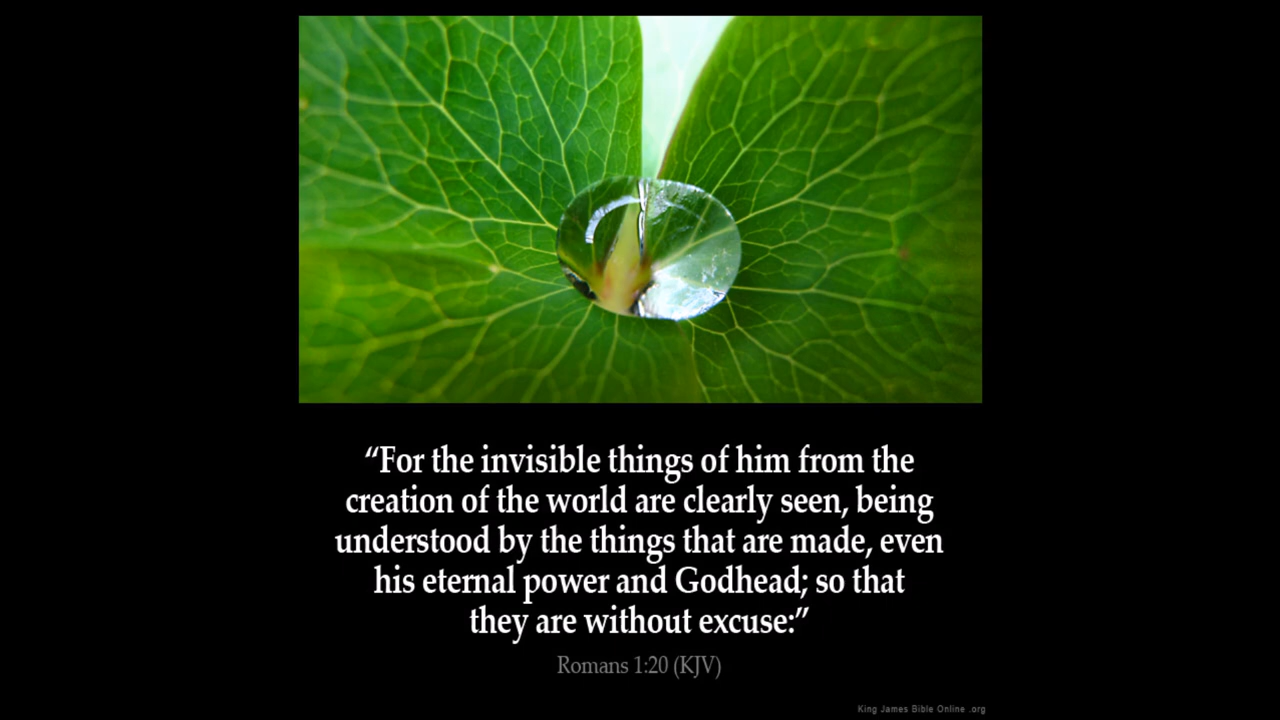 “For the invisible things of him from the
creation of the world are clearly seen, being
understood by the things that are made, even
his eternal power and Godhead; so that
they are without excuse:”
Romans 1:20 (KJV)
King James Bible Online .org